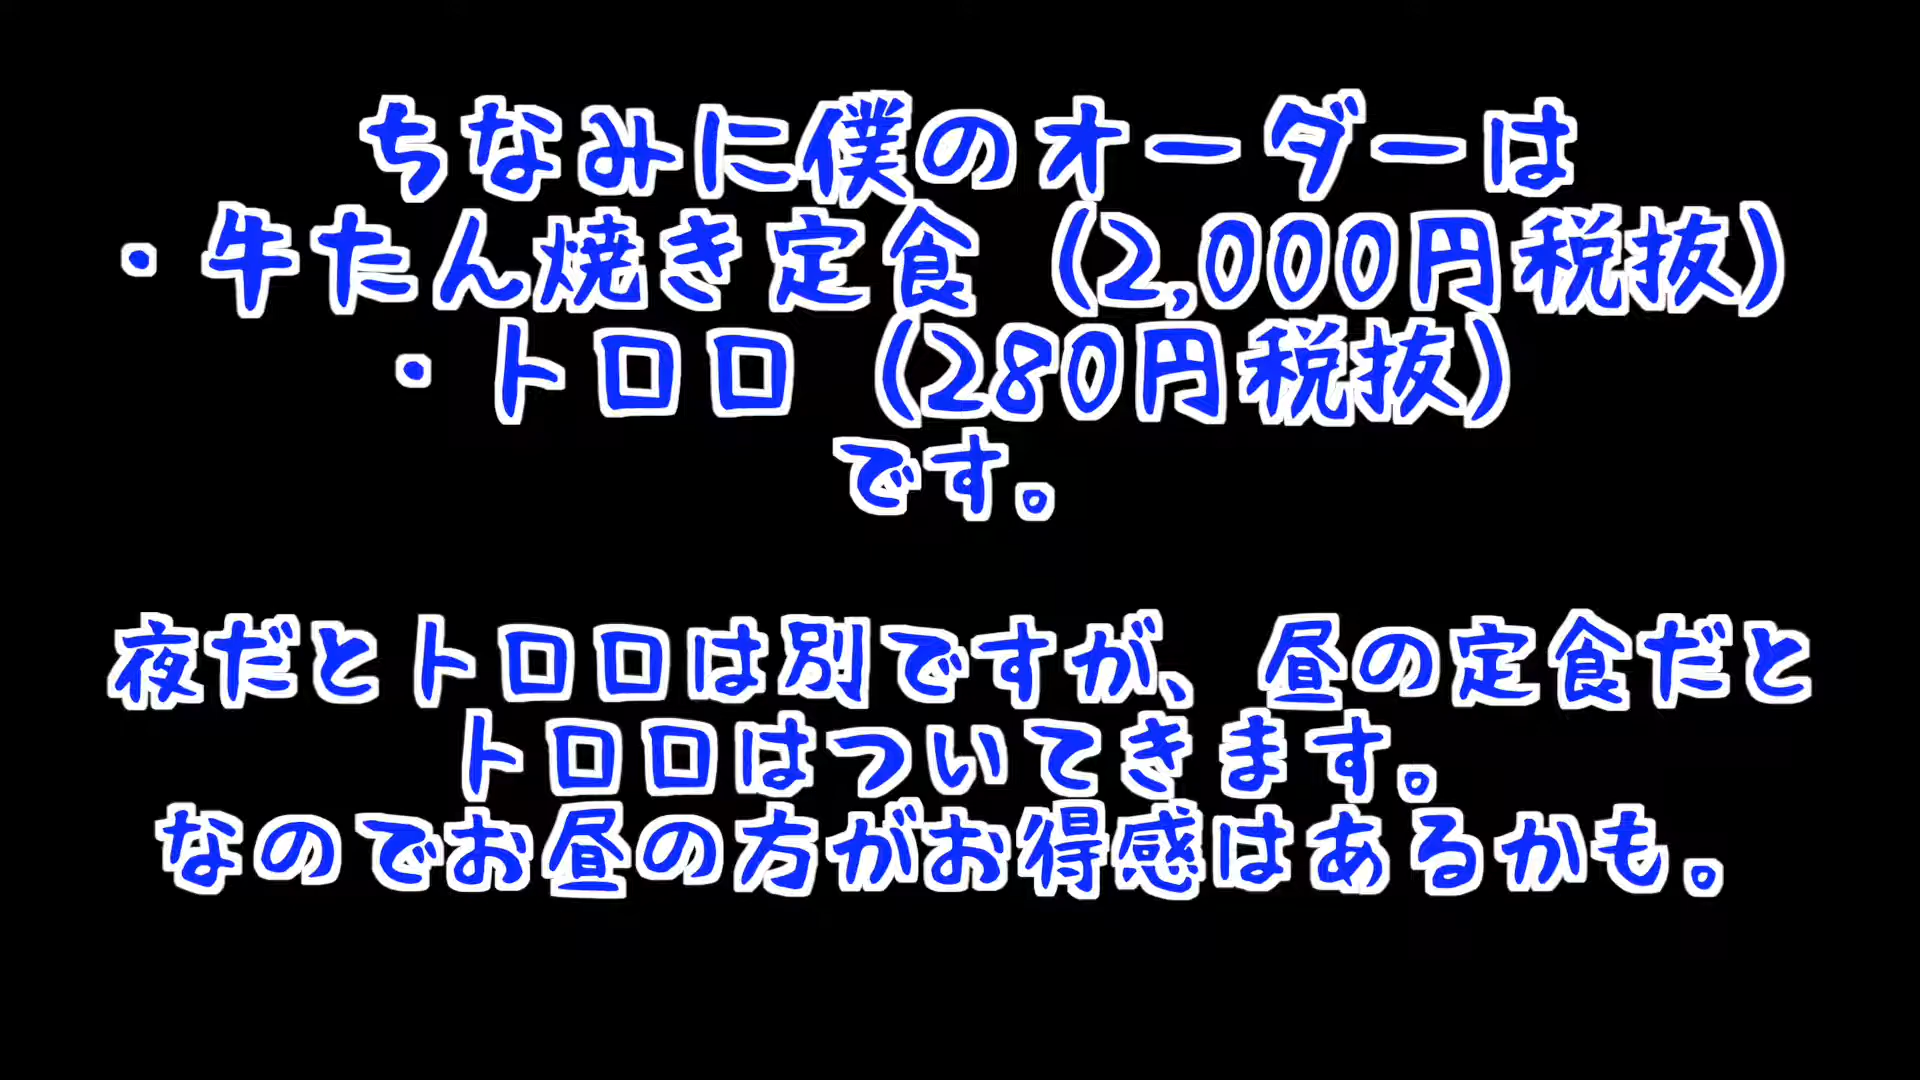 ちなみに僕のオーダーは
・牛たん焼き定食（2,000円税抜）
・トロロ（280円税抜）
です。
夜だとトロロは別ですが、昼の定食だと
トロロはついてきます。
なのでお昼の方がお得感はあるかも。